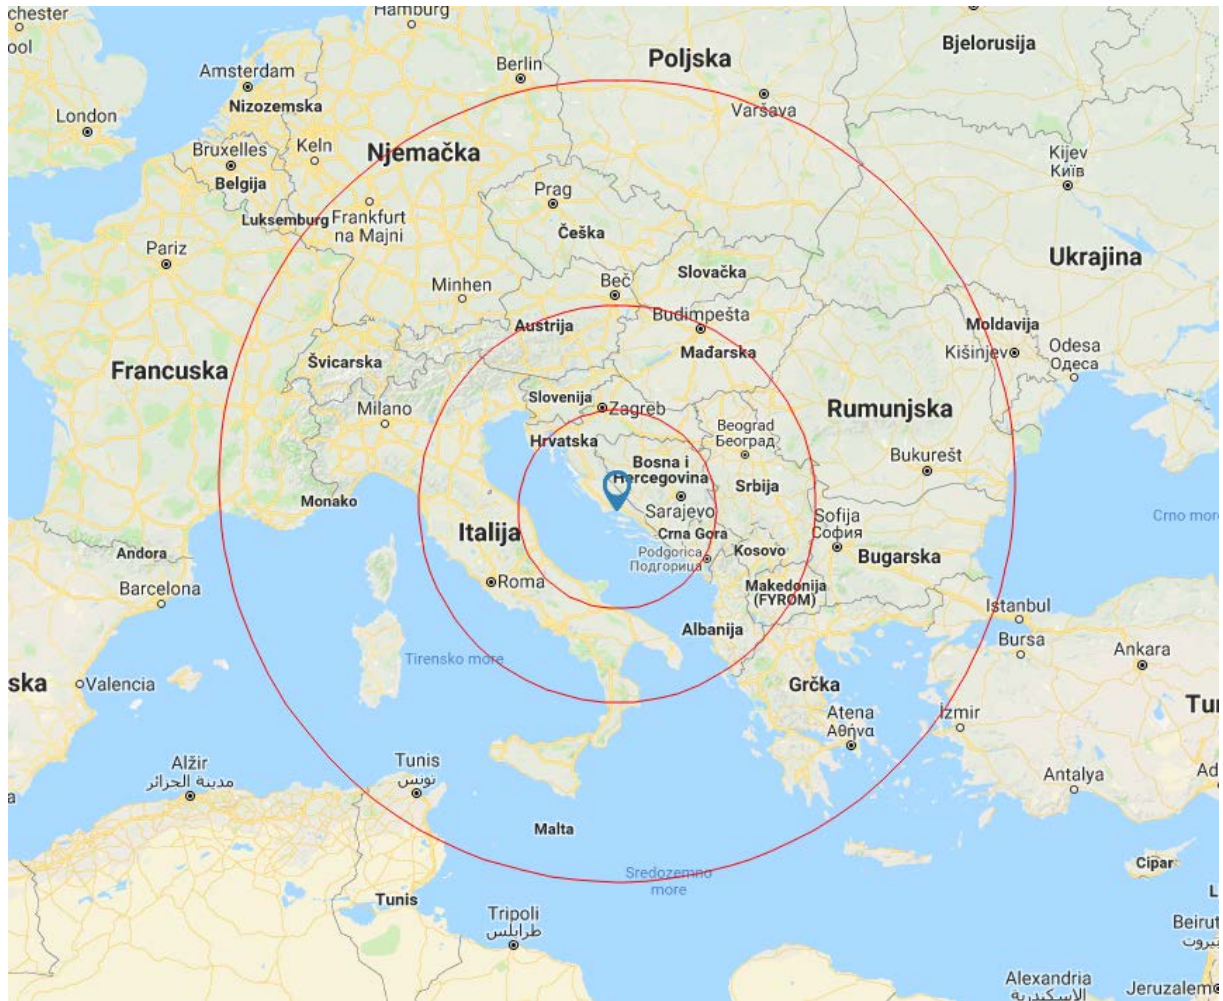 chester
Hamburg
ool
Poljska
Bjelorusija
Berlin
Amsterdam
Varšava
Nizozemska
London
Bruxelles
Keln
Njemačka
Kijev
Київ
Belgija
Prag
Luksemburg
Frankfurt
na Majni
Češka
Pariz
Ukrajina
Slovačka
Minhen
Beč
Budimpešta
Austrija
Moldavija
Mađarska
Kišinjev
Odesa
Одеса
Švicarska
Francuska
Slovenija
Milano
Zagreb
Rumunjska
Beograd
Београд
Hrvatska
Bosna i
Hercegovina
Bukurešt
Srbija
Monako
Sarajevo
Sofija
София
Crno more
Italija
Crna Gora
Podgorica
Подгорица
Kosovo
Andora
Bugarska
Roma
Barcelona
Makedonija
(FYROM)
Istanbul
Albanija
Bursa
Tirensko more
Ankara
ska
Valencia
Grčka
Tur
Atena
Αθήνα
İzmir
Alžir
مدينة الجزائر
Tunis
تونس
Antalya
Ad
a
Malta
Cipar
Sredozemno
more
L
Tunis
Tripoli
طرابلس
Beirut
بيروت
Alexandria
الإسكندرية
Jeruzalem